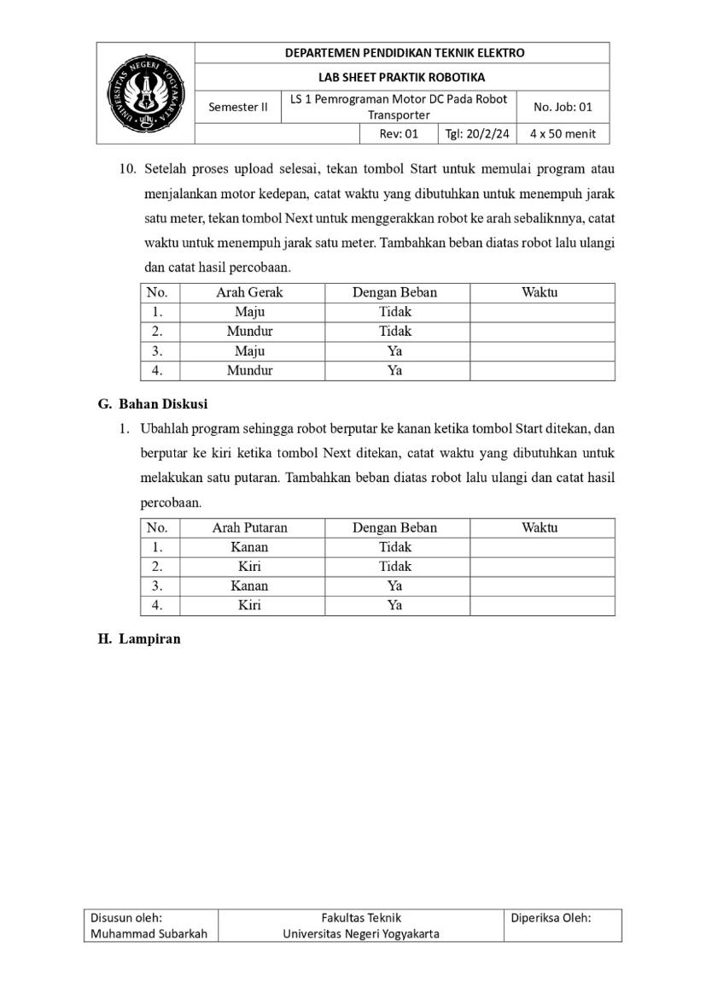 UNIVERSITAS NEGERI YOGYAKARTA
UNY
DEPARTEMEN PENDIDIKAN TEKNIK ELEKTRO
LAB SHEET PRAKTIK ROBOTIKA
Semester II
LS 1 Pemrograman Motor DC Pada Robot
Transporter
No. Job: 01
Rev: 01 Tgl: 20/2/24 4 x 50 menit
10. Setelah proses upload selesai, tekan tombol Start untuk memulai program atau
menjalankan motor kedepan, catat waktu yang dibutuhkan untuk menempuh jarak
satu meter, tekan tombol Next untuk menggerakkan robot ke arah sebaliknnya, catat
waktu untuk menempuh jarak satu meter. Tambahkan beban diatas robot lalu ulangi
dan catat hasil percobaan.
No. Arah Gerak Dengan Beban Waktu
1. Maju Tidak
2. Mundur Tidak
3. Maju Ya
4. Mundur Ya
G. Bahan Diskusi
1. Ubahlah program sehingga robot berputar ke kanan ketika tombol Start ditekan, dan
berputar ke kiri ketika tombol Next ditekan, catat waktu yang dibutuhkan untuk
melakukan satu putaran. Tambahkan beban diatas robot lalu ulangi dan catat hasil
percobaan.
No. Arah Putaran Dengan Beban Waktu
1. Kanan Tidak
2. Kiri Tidak
3. Kanan Ya
4. Kiri Ya
H. Lampiran
Disusun oleh:
Muhammad Subarkah
Fakultas Teknik
Universitas Negeri Yogyakarta
Diperiksa Oleh: